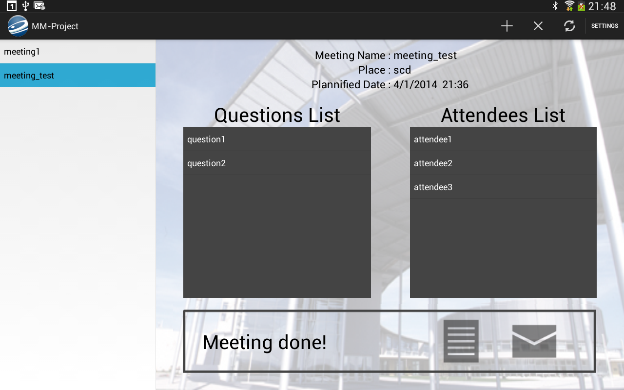 1
21:48
MM-Project
SETTINGS
meeting1
meeting_test
Meeting Name : meeting_test
Place : scd
Plannified Date : 4/1/2014 21:36
Questions List
Attendees List
question1
question2
attendee1
attendee2
attendee3
Meeting done!